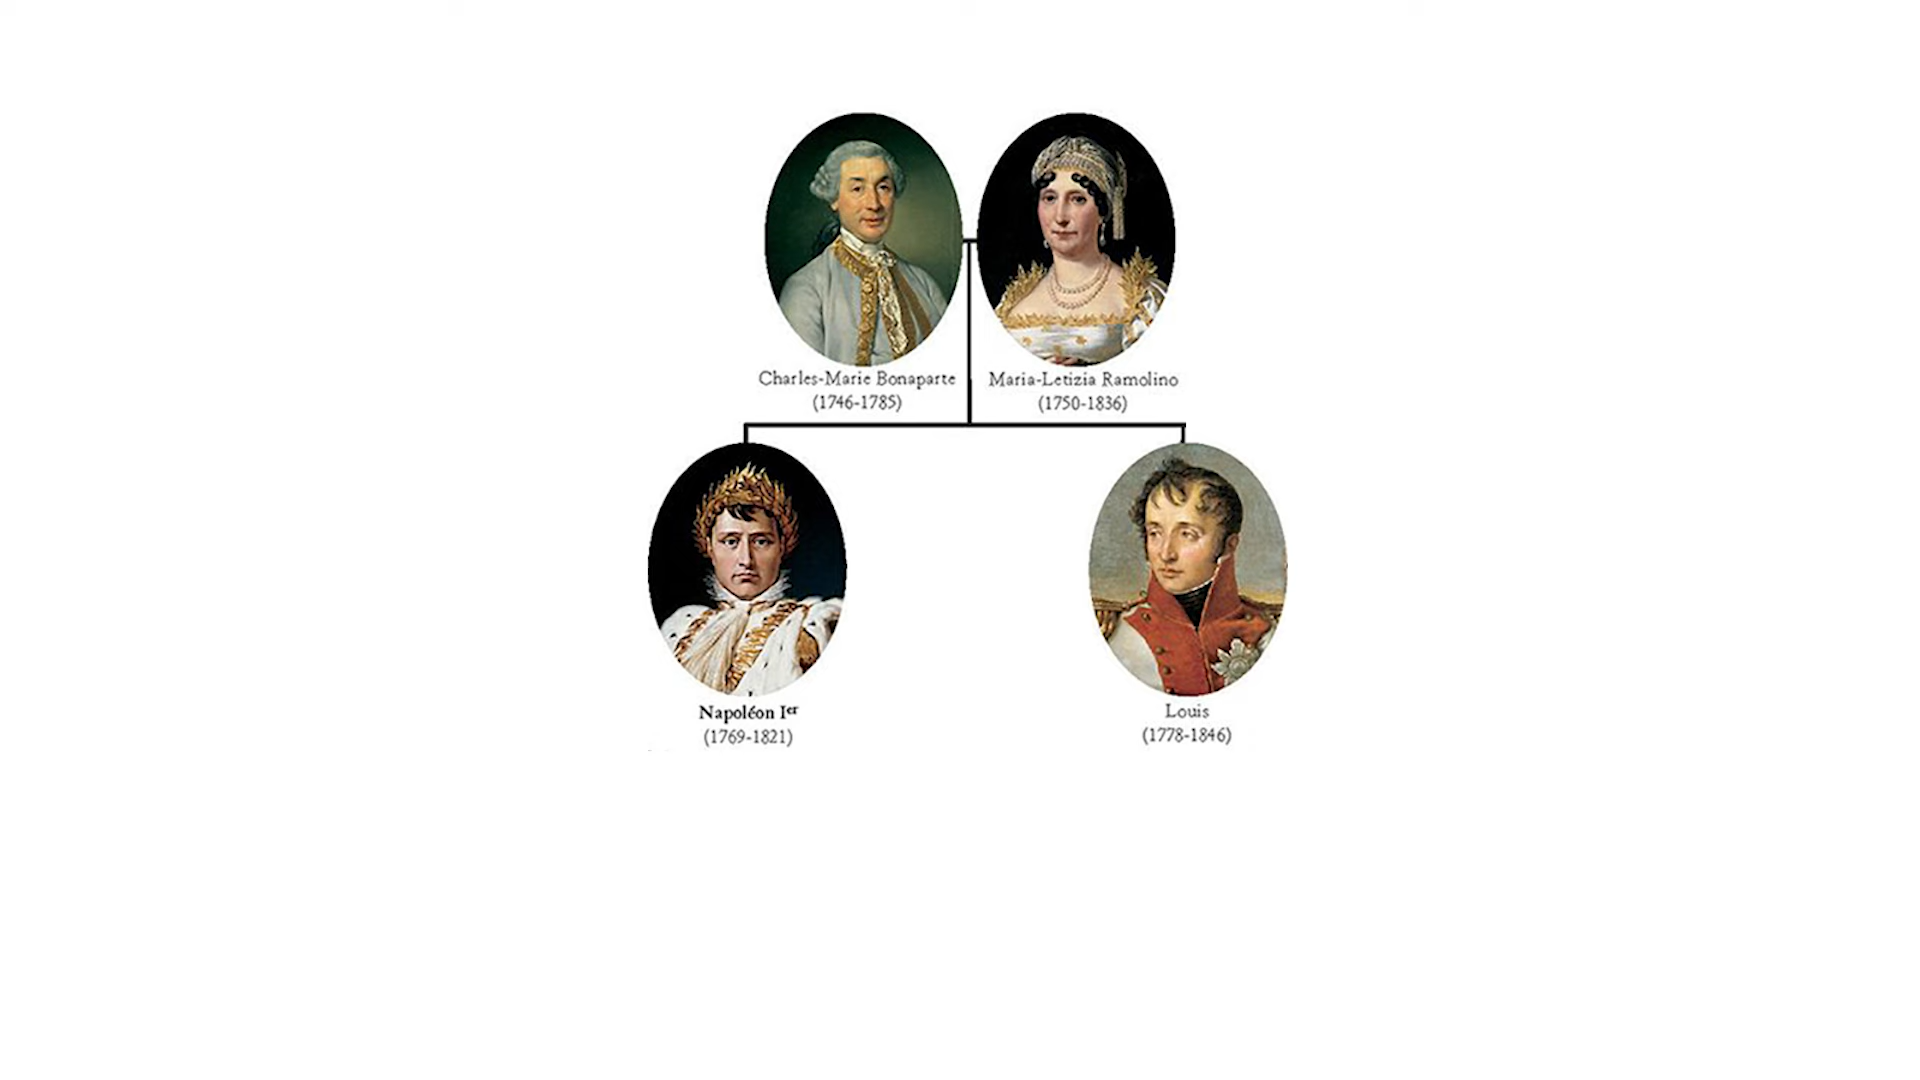 Charles-Marie Bonaparte
(1746-1785)
Maria-Letizia Ramolino
(1750-1836)
Napoléon Iᵉʳ
(1769-1821)
Louis
(1778-1846)